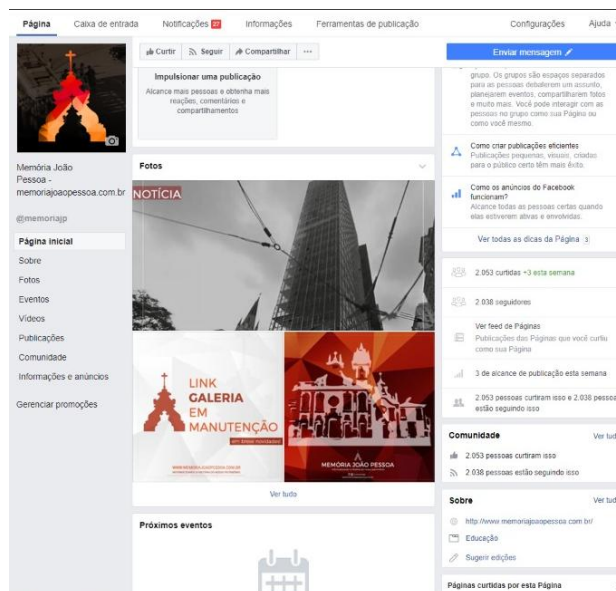 Página Caixa de entrada Notificações 27 Informações Ferramentas de publicação Configurações Ajuda
Memória João
Pessoa -
memoriajoaopessoa.com.br
@memoriajp
Página inicial
Sobre
Fotos
Eventos
Vídeos
Publicações
Comunidade
Informações e anúncios
Gerenciar promoções
Curtir Seguir Compartilhar ...
Impulsionar uma publicação
Alcance mais pessoas e obtenha mais
reações, comentários e
compartilhamentos
Fotos
NOTÍCIA
LINK
GALERIA
EM
MANUTENÇÃO
em breve novidades
WWW.MEMORIAJOAOPESSOA.COM.BR
MEMÓRIA JOÃO PESSOA
Ver tudo
Próximos eventos
Enviar mensagem
grupo. Os grupos são espaços separados
para as pessoas debaterem um assunto,
planejarem eventos, compartilharem fotos
e muito mais. Você pode interagir com as
pessoas no grupo como sua Página ou
como você mesmo.
Como criar publicações eficientes
Publicações pequenas, visuais, criadas
para o público certo têm mais êxito.
Como os anúncios do Facebook
funcionam?
Alcance todas as pessoas certas quando
elas estiverem ativas e envolvidas.
Ver todas as dicas da Página 3
2.053 curtidas +3 esta semana
2.038 seguidores
Ver feed de Páginas
Publicações das Páginas que você curtiu
como sua Página
3 de alcance de publicação esta semana
2.053 pessoas curtiram isso e 2.038 pessoa
estão seguindo isso
Comunidade Ver tud
2.053 pessoas curtiram isso
2.038 pessoas estão seguindo isso
Sobre Ver tud
http://www.memoriajoaopessoa.com.br/
Educação
Sugerir edições
Páginas curtidas por esta Página